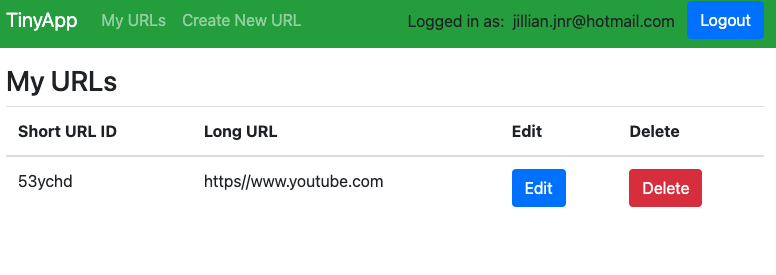 TinyApp My URLs Create New URL Logged in as: jillian.jnr@hotmail.com Logout
My URLs
Short URL ID Long URL Edit Delete
53ychd https//www.youtube.com Edit Delete